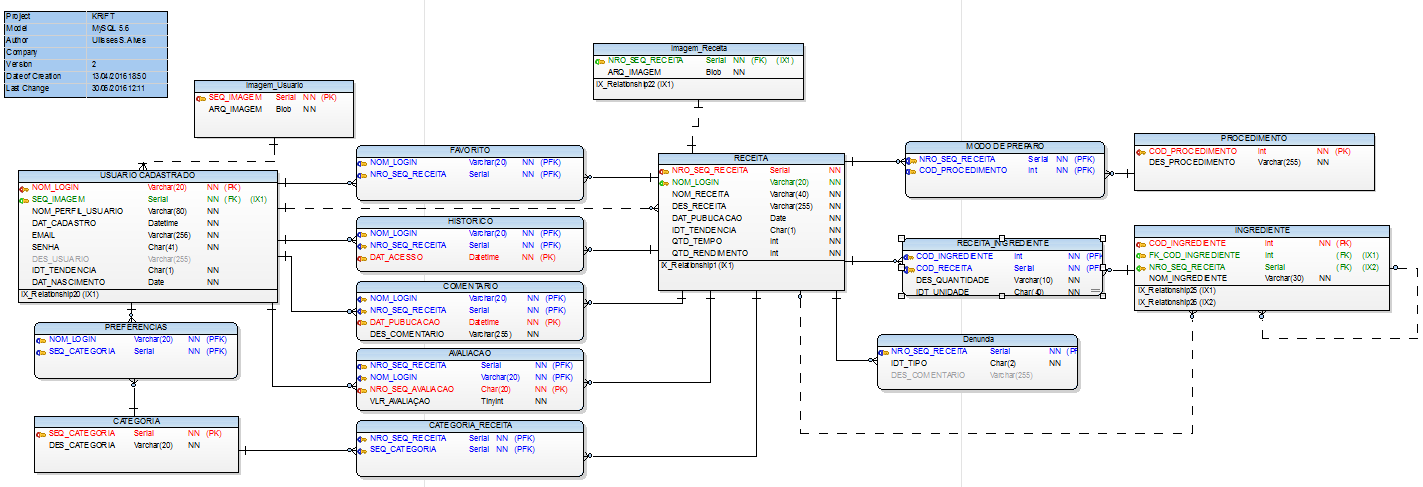 Project KRIFT
Model MySQL 5.6
Author Ulisses S. Alves
Company
Version 2
Date of Creation 13/04/2016 18:50
Last Change 30/06/2016 12:11
Imagem_Usuario
SEQ_IMAGEM Serial NN (PK)
ARQ_IMAGEM Blob NN
Imagem_Receita
NRO_SEQ_RECEITA Serial NN (FK) (IX1)
ARQ_IMAGEM Blob NN
IX_Relationship22 (IX1)
USUARIO CADASTRADO
NOM_LOGIN Varchar(20) NN (PK)
SEQ_IMAGEM Serial NN (FK) (IX1)
NOM_PERFIL_USUARIO Varchar(80) NN
DAT_CADASTRO Datetime NN
EMAIL Varchar(256) NN
SENHA Char(41) NN
DES_USUARIO Varchar(255)
IDT_TENDENCIA Char(1) NN
DAT_NASCIMENTO Date NN
IX_Relationship20 (IX1)
FAVORITO
NOM_LOGIN Varchar(20) NN (PFK)
NRO_SEQ_RECEITA Serial NN (PFK)
HISTORICO
NOM_LOGIN Varchar(20) NN (PFK)
NRO_SEQ_RECEITA Serial NN (PFK)
DAT_ACESSO Datetime NN (PK)
COMENTARIO
NOM_LOGIN Varchar(20) NN (PFK)
NRO_SEQ_RECEITA Serial NN (PFK)
DAT_PUBLICACAO Datetime NN (PK)
DES_COMENTARIO Varchar(255) NN
AVALIACAO
NRO_SEQ_RECEITA Serial NN (PFK)
NOM_LOGIN Varchar(20) NN (PFK)
NRO_SEQ_AVALIACAO Char(20) NN (PK)
VLR_AVALIAÇAO TinyInt NN
CATEGORIA_RECEITA
NRO_SEQ_RECEITA Serial NN (PFK)
SEQ_CATEGORIA Serial NN (PFK)
PREFERENCIAS
NOM_LOGIN Varchar(20) NN (PFK)
SEQ_CATEGORIA Serial NN (PFK)
CATEGORIA
SEQ_CATEGORIA Serial NN (PK)
DES_CATEGORIA Varchar(20) NN
RECEITA
NRO_SEQ_RECEITA Serial NN
NOM_LOGIN Varchar(20) NN
NOM_RECEITA Varchar(40) NN
DES_RECEITA Varchar(255) NN
DAT_PUBLICACAO Date NN
IDT_TENDENCIA Char(1) NN
QTD_TEMPO Int NN
QTD_RENDIMENTO Int NN
IX_Relationship1 (IX1)
MODO DE PREPARO
NRO_SEQ_RECEITA Serial NN (PFK)
COD_PROCEDIMENTO Int NN (PFK)
PROCEDIMENTO
COD_PROCEDIMENTO Int NN (PK)
DES_PROCEDIMENTO Varchar(255) NN
RECEITA_INGREDIENTE
COD_INGREDIENTE Int NN (PFK
COD_RECEITA Serial NN (PFK
DES_QUANTIDADE Varchar(10) NN
IDT_UNIDADE NN
INGREDIENTE
COD_INGREDIENTE Int NN (PK)
FK_COD_INGREDIENTE Int (FK) (IX1)
NRO_SEQ_RECEITA Serial (FK) (IX2)
NOM_INGREDIENTE Varchar(30) NN
IX_Relationship25 (IX1)
IX_Relationship26 (IX2)
Denuncia
NRO_SEQ_RECEITA Serial NN (PF
IDT_TIPO Char(2) NN
DES_COMENTARIO Varchar(255)